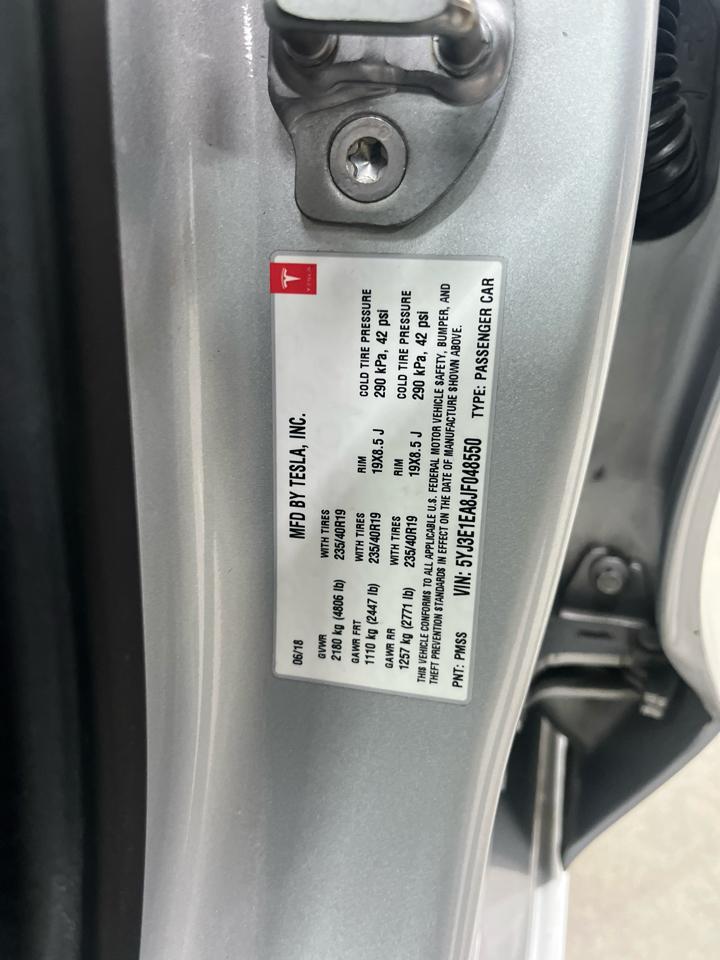 TESLA
06/18 MFD BY TESLA, INC.
GVWR WITH TIRES
2180 kg (4806 lb) 235/40R19
GAWR FRT WITH TIRES RIM COLD TIRE PRESSURE
1110 kg (2447 lb) 235/40R19 19X8.5 J 290 kPa, 42 psi
GAWR RR WITH TIRES RIM COLD TIRE PRESSURE
1257 kg (2771 lb) 235/40R19 19X8.5 J 290 kPa, 42 psi
THIS VEHICLE CONFORMS TO ALL APPLICABLE U.S. FEDERAL MOTOR VEHICLE SAFETY, BUMPER, AND
THEFT PREVENTION STANDARDS IN EFFECT ON THE DATE OF MANUFACTURE SHOWN ABOVE.
PNT: PMSS VIN: 5YJ3E1EA8JF048550 TYPE: PASSENGER CAR